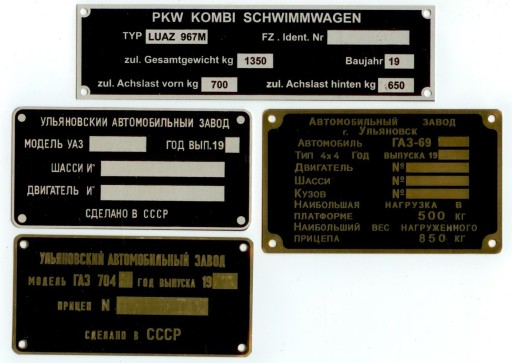 PKW KOMBI SCHWIMMWAGEN
TYP LUAZ 967M FZ. Ident. Nr
zul. Gesamtgewicht kg 1350 Baujahr 19
zul. Achslast vorn kg 700 zul. Achslast hinten kg 650
УЛЬЯНОВСКИЙ АВТОМОБИЛЬНЫЙ ЗАВОД
МОДЕЛЬ УАЗ ГОД ВЫП.19
ШАССИ №
ДВИГАТЕЛЬ №
СДЕЛАНО В СССР
АВТОМОБИЛЬНЫЙ ЗАВОД
г. УЛЬЯНОВСК
АВТОМОБИЛЬ ГАЗ-69
ТИП 4х4 ГОД ВЫПУСКА 19
ДВИГАТЕЛЬ №
ШАССИ №
КУЗОВ №
НАИБОЛЬШАЯ НАГРУЗКА В
ПЛАТФОРМЕ 500 КГ
НАИБОЛЬШИЙ ВЕС НАГРУЖЕННОГО
ПРИЦЕПА 850 КГ
УЛЬЯНОВСКИЙ АВТОМОБИЛЬНЫЙ ЗАВОД
МОДЕЛЬ ГАЗ 704 ГОД ВЫПУСКА 19
ПРИЦЕП N
СДЕЛАНО В СССР